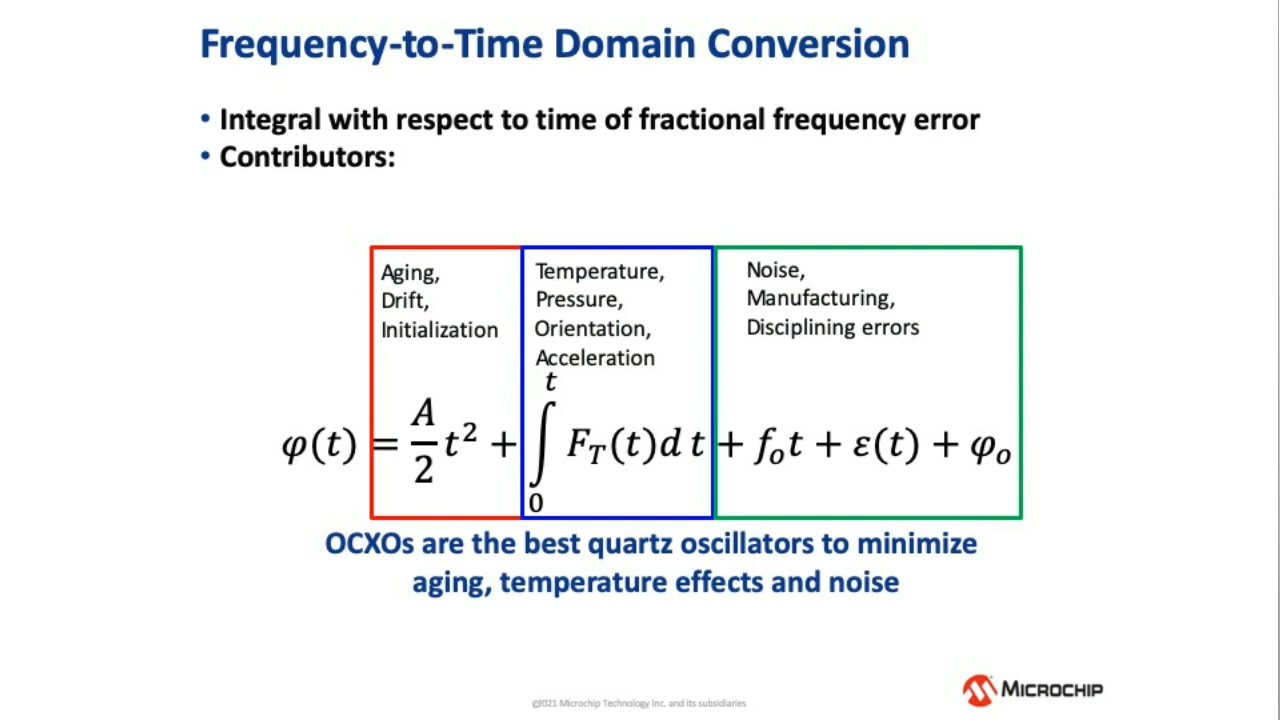 Frequency-to-Time Domain Conversion
• Integral with respect to time of fractional frequency error
• Contributors:
Aging,
Drift,
Initialization
Temperature,
Pressure,
Orientation,
Acceleration
Noise,
Manufacturing,
Disciplining errors
φ(t) = A/2 t² + ∫₀ᵗ F_T(t)d t + f₀t + ε(t) + φ₀
OCXOs are the best quartz oscillators to minimize
aging, temperature effects and noise
©2021 Microchip Technology Inc. and its subsidiaries
MICROCHIP